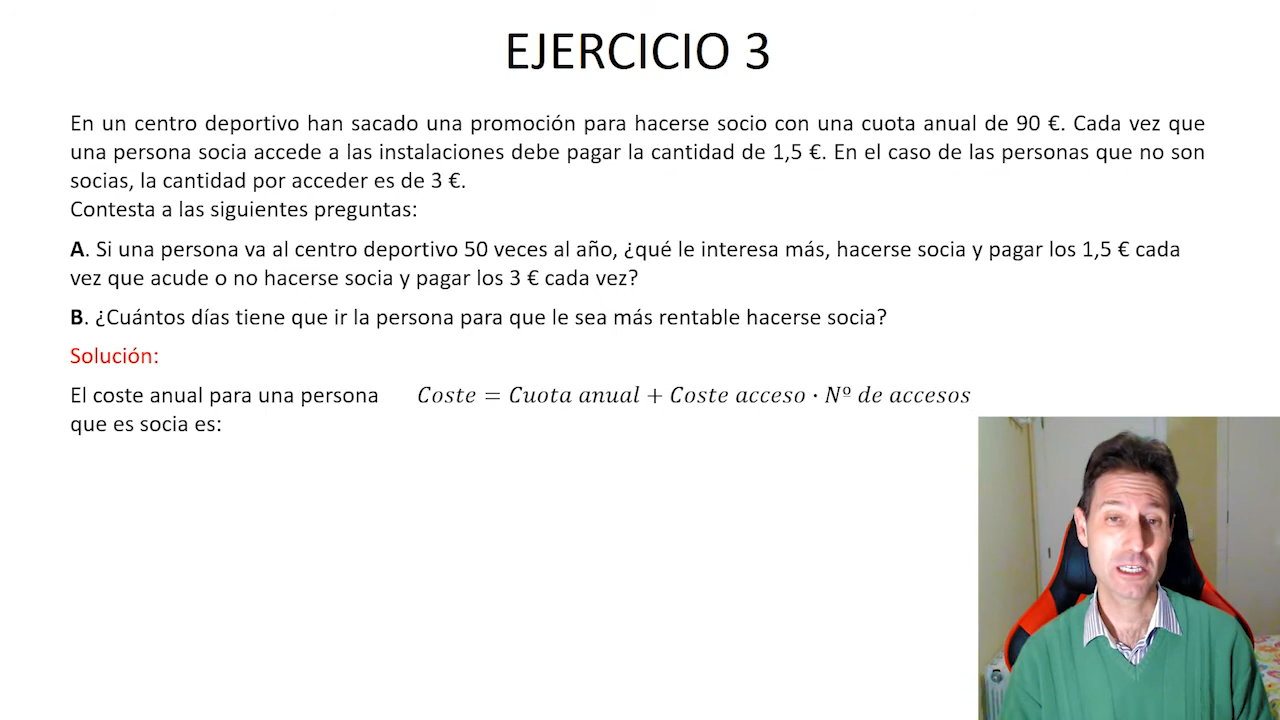 EJERCICIO 3
En un centro deportivo han sacado una promoción para hacerse socio con una cuota anual de 90 €. Cada vez que
una persona socia accede a las instalaciones debe pagar la cantidad de 1,5 €. En el caso de las personas que no son
socias, la cantidad por acceder es de 3 €.
Contesta a las siguientes preguntas:
A. Si una persona va al centro deportivo 50 veces al año, ¿qué le interesa más, hacerse socia y pagar los 1,5 € cada
vez que acude o no hacerse socia y pagar los 3 € cada vez?
B. ¿Cuántos días tiene que ir la persona para que le sea más rentable hacerse socia?
Solución:
El coste anual para una persona
que es socia es:
Coste = Cuota anual + Coste acceso · Nº de accesos